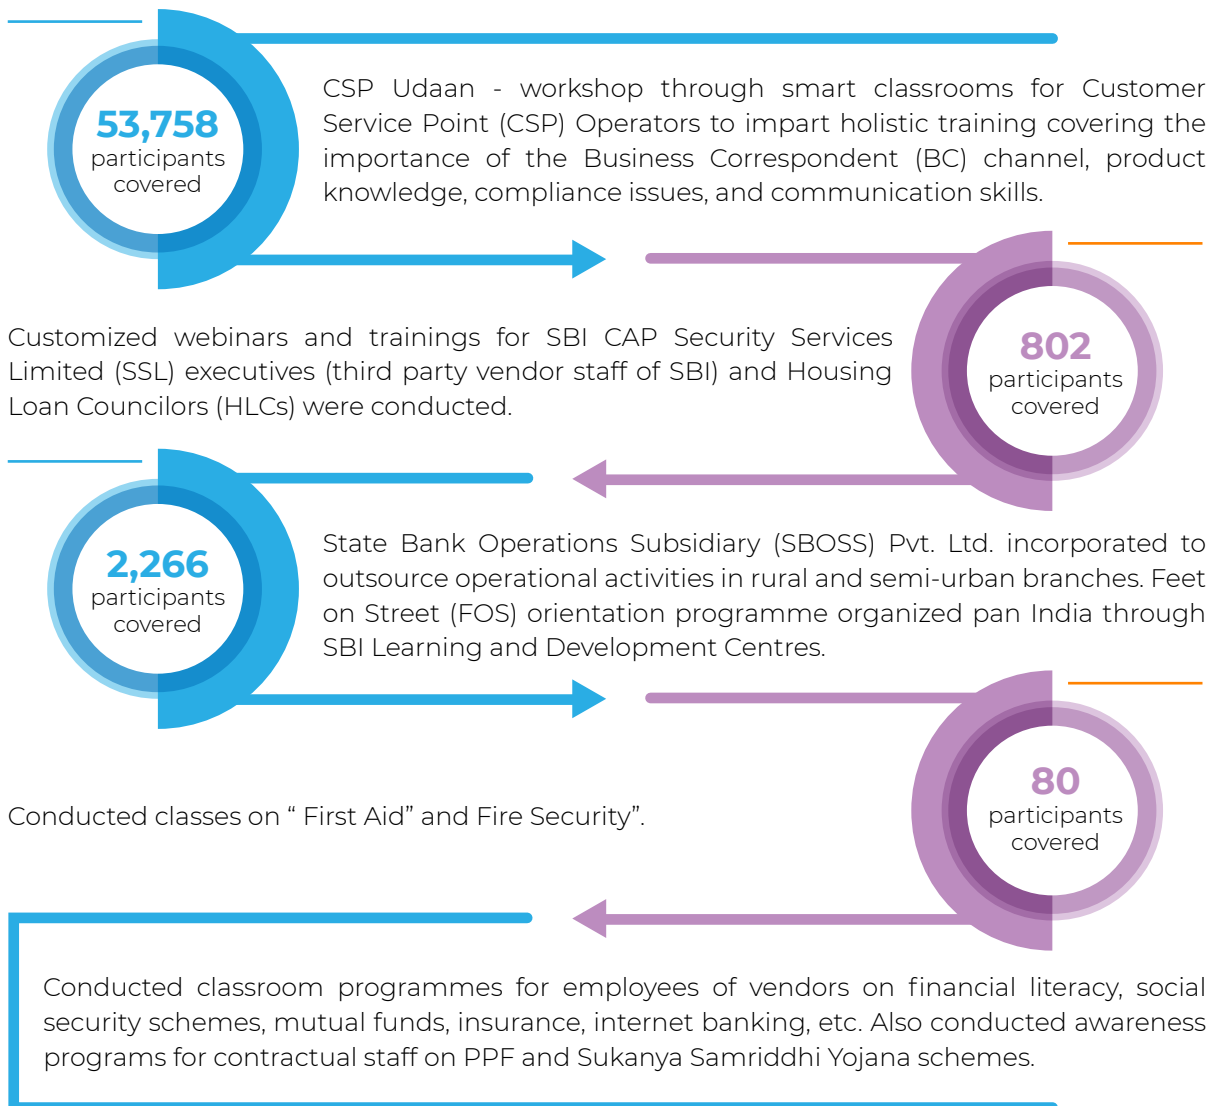 53,758
participants
covered
CSP Udaan - workshop through smart classrooms for Customer
Service Point (CSP) Operators to impart holistic training covering the
importance of the Business Correspondent (BC) channel, product
knowledge, compliance issues, and communication skills.
Customized webinars and trainings for SBI CAP Security Services
Limited (SSL) executives (third party vendor staff of SBI) and Housing
Loan Councilors (HLCs) were conducted.
802
participants
covered
2,266
participants
covered
State Bank Operations Subsidiary (SBOSS) Pvt. Ltd. incorporated to
outsource operational activities in rural and semi-urban branches. Feet
on Street (FOS) orientation programme organized pan India through
SBI Learning and Development Centres.
Conducted classes on “ First Aid” and Fire Security”.
80
participants
covered
Conducted classroom programmes for employees of vendors on financial literacy, social
security schemes, mutual funds, insurance, internet banking, etc. Also conducted awareness
programs for contractual staff on PPF and Sukanya Samriddhi Yojana schemes.